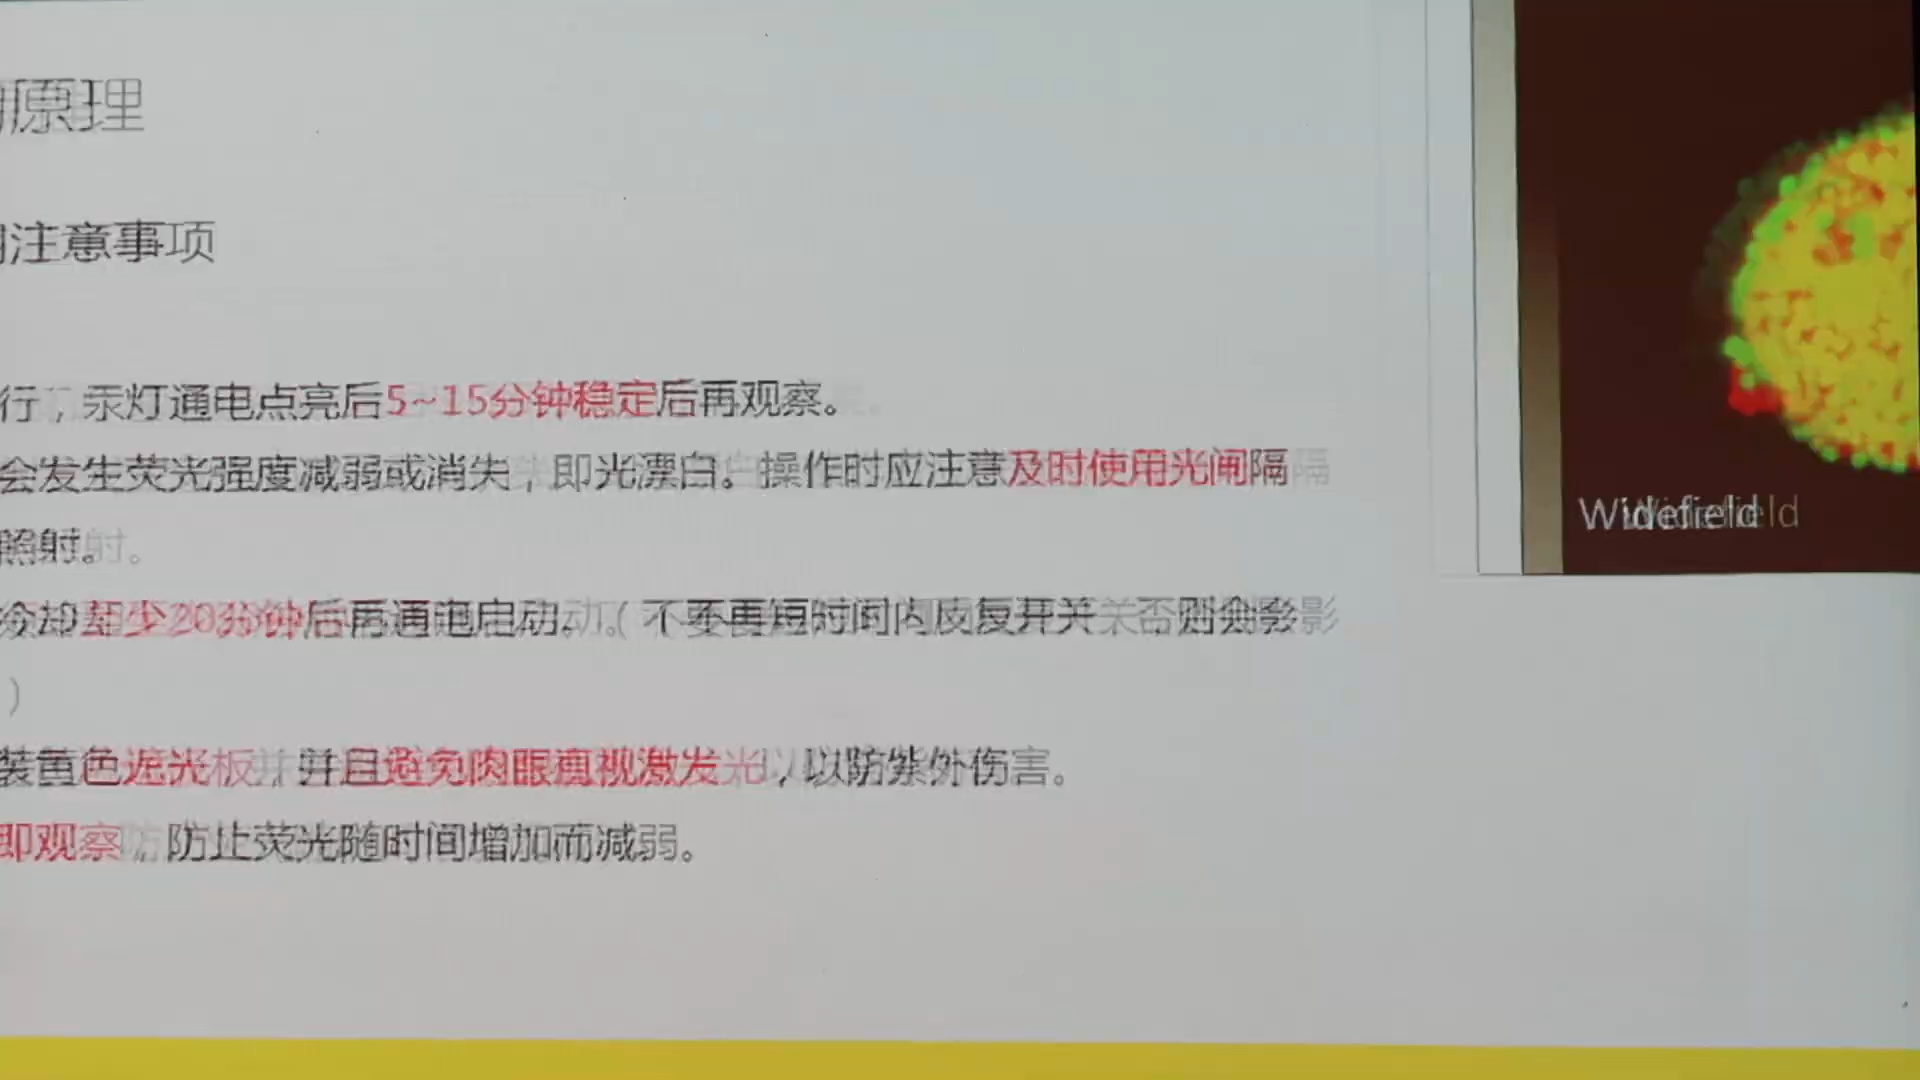 原理
注意事项
行，汞灯通电点亮后5~15分钟稳定后再观察。
会发生荧光强度减弱或消失，即光漂白。操作时应注意及时使用光闸隔
照射。
冷却至少20分钟后再通电启动。（不要再短时间内反复开关 否则会影
）
装黄色遮光板，并且避免肉眼直视激发光，以防紫外伤害。
即观察，防止荧光随时间增加而减弱。
Widefield